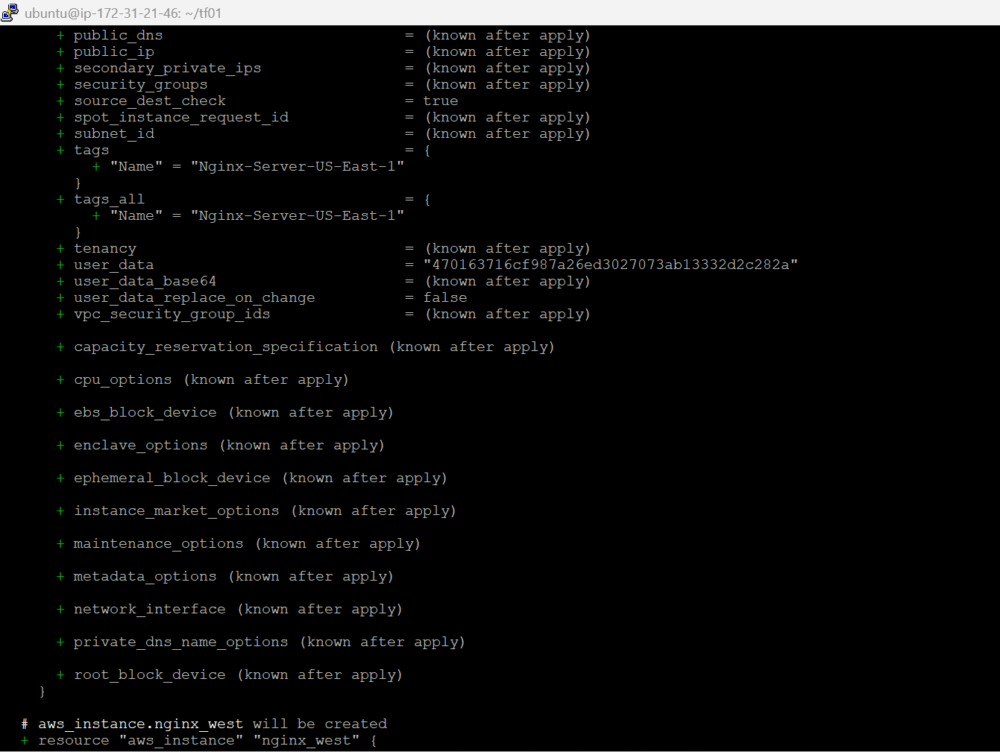 ubuntu@ip-172-31-21-46: ~/tf01
+ public_dns = (known after apply)
+ public_ip = (known after apply)
+ secondary_private_ips = (known after apply)
+ security_groups = (known after apply)
+ source_dest_check = true
+ spot_instance_request_id = (known after apply)
+ subnet_id = (known after apply)
+ tags = {
+ "Name" = "Nginx-Server-US-East-1"
}
+ tags_all = {
+ "Name" = "Nginx-Server-US-East-1"
}
+ tenancy = (known after apply)
+ user_data = "470163716cf987a26ed3027073ab13332d2c282a"
+ user_data_base64 = (known after apply)
+ user_data_replace_on_change = false
+ vpc_security_group_ids = (known after apply)
+ capacity_reservation_specification (known after apply)
+ cpu_options (known after apply)
+ ebs_block_device (known after apply)
+ enclave_options (known after apply)
+ ephemeral_block_device (known after apply)
+ instance_market_options (known after apply)
+ maintenance_options (known after apply)
+ metadata_options (known after apply)
+ network_interface (known after apply)
+ private_dns_name_options (known after apply)
+ root_block_device (known after apply)
}
# aws_instance.nginx_west will be created
+ resource "aws_instance" "nginx_west" {